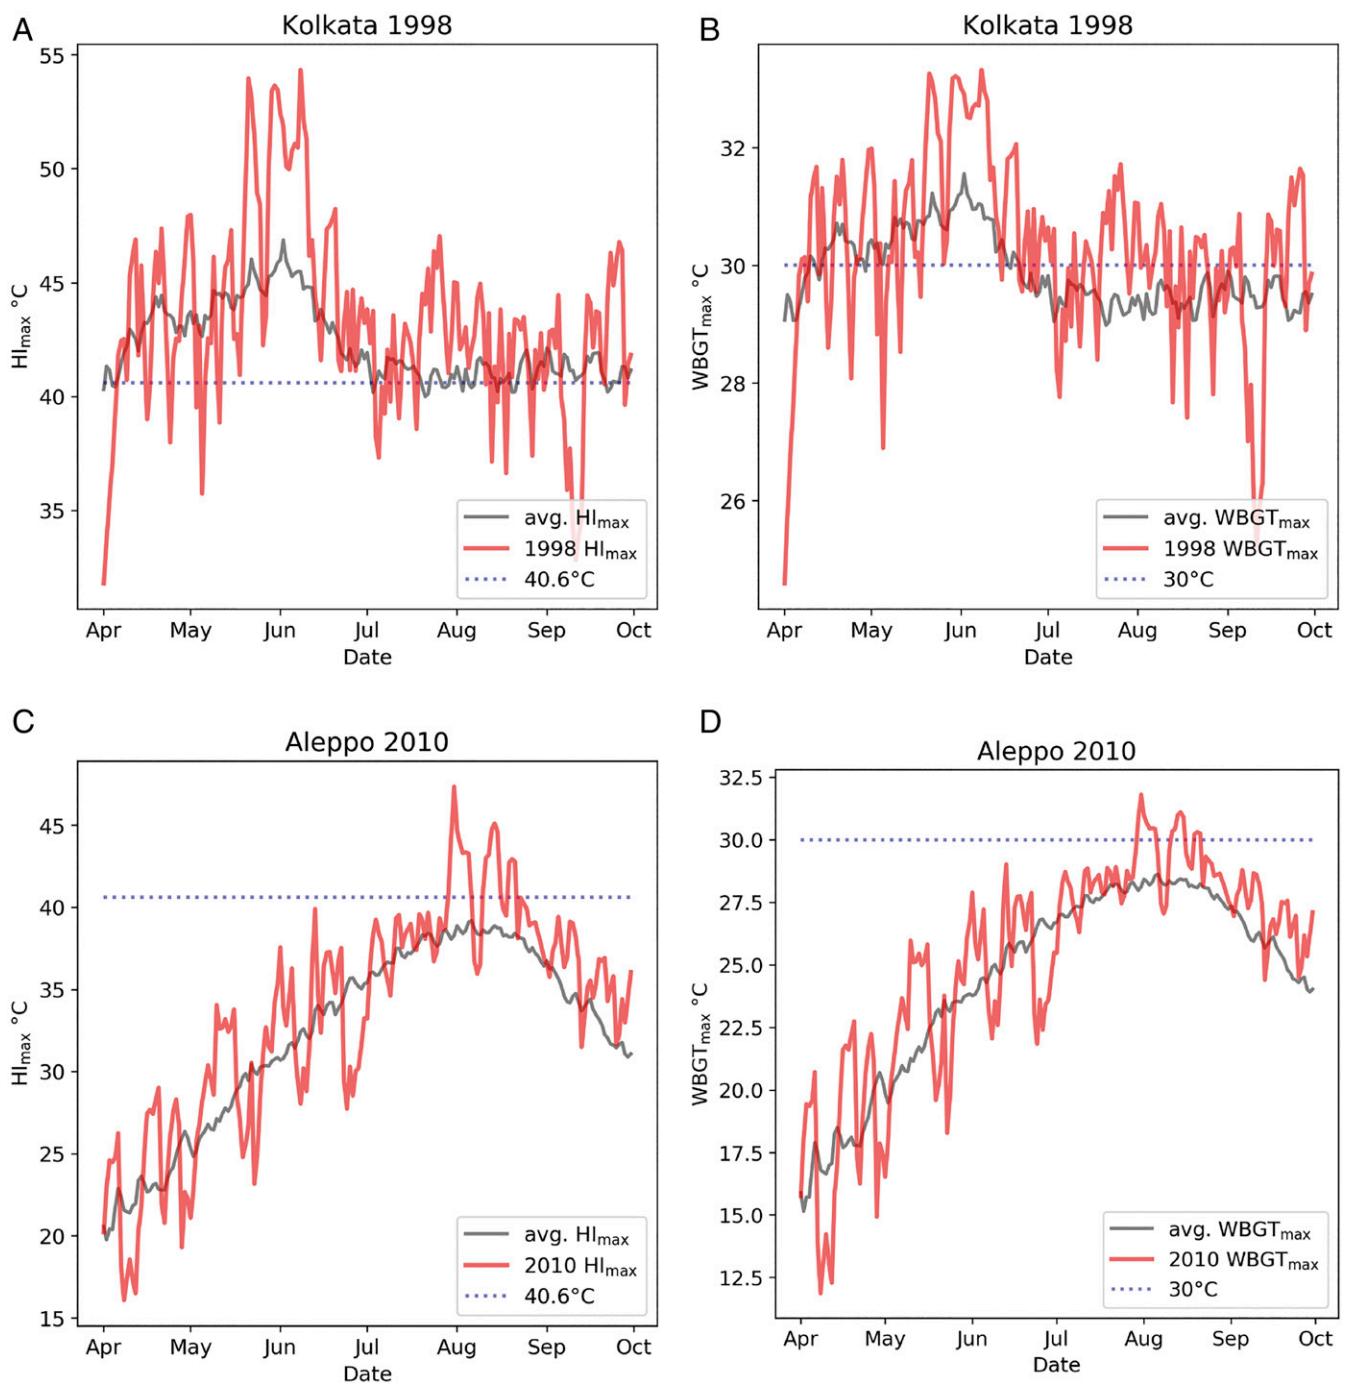 A
Kolkata 1998
HImax °C
55
50
45
40
35
avg. HImax
1998 HImax
40.6°C
Apr May Jun Jul Aug Sep Oct
Date
B
Kolkata 1998
WBGTmax °C
32
30
28
26
avg. WBGTmax
1998 WBGTmax
30°C
Apr May Jun Jul Aug Sep Oct
Date
C
Aleppo 2010
HImax °C
45
40
35
30
25
20
15
avg. HImax
2010 HImax
40.6°C
Apr May Jun Jul Aug Sep Oct
Date
D
Aleppo 2010
WBGTmax °C
32.5
30.0
27.5
25.0
22.5
20.0
17.5
15.0
12.5
avg. WBGTmax
2010 WBGTmax
30°C
Apr May Jun Jul Aug Sep Oct
Date